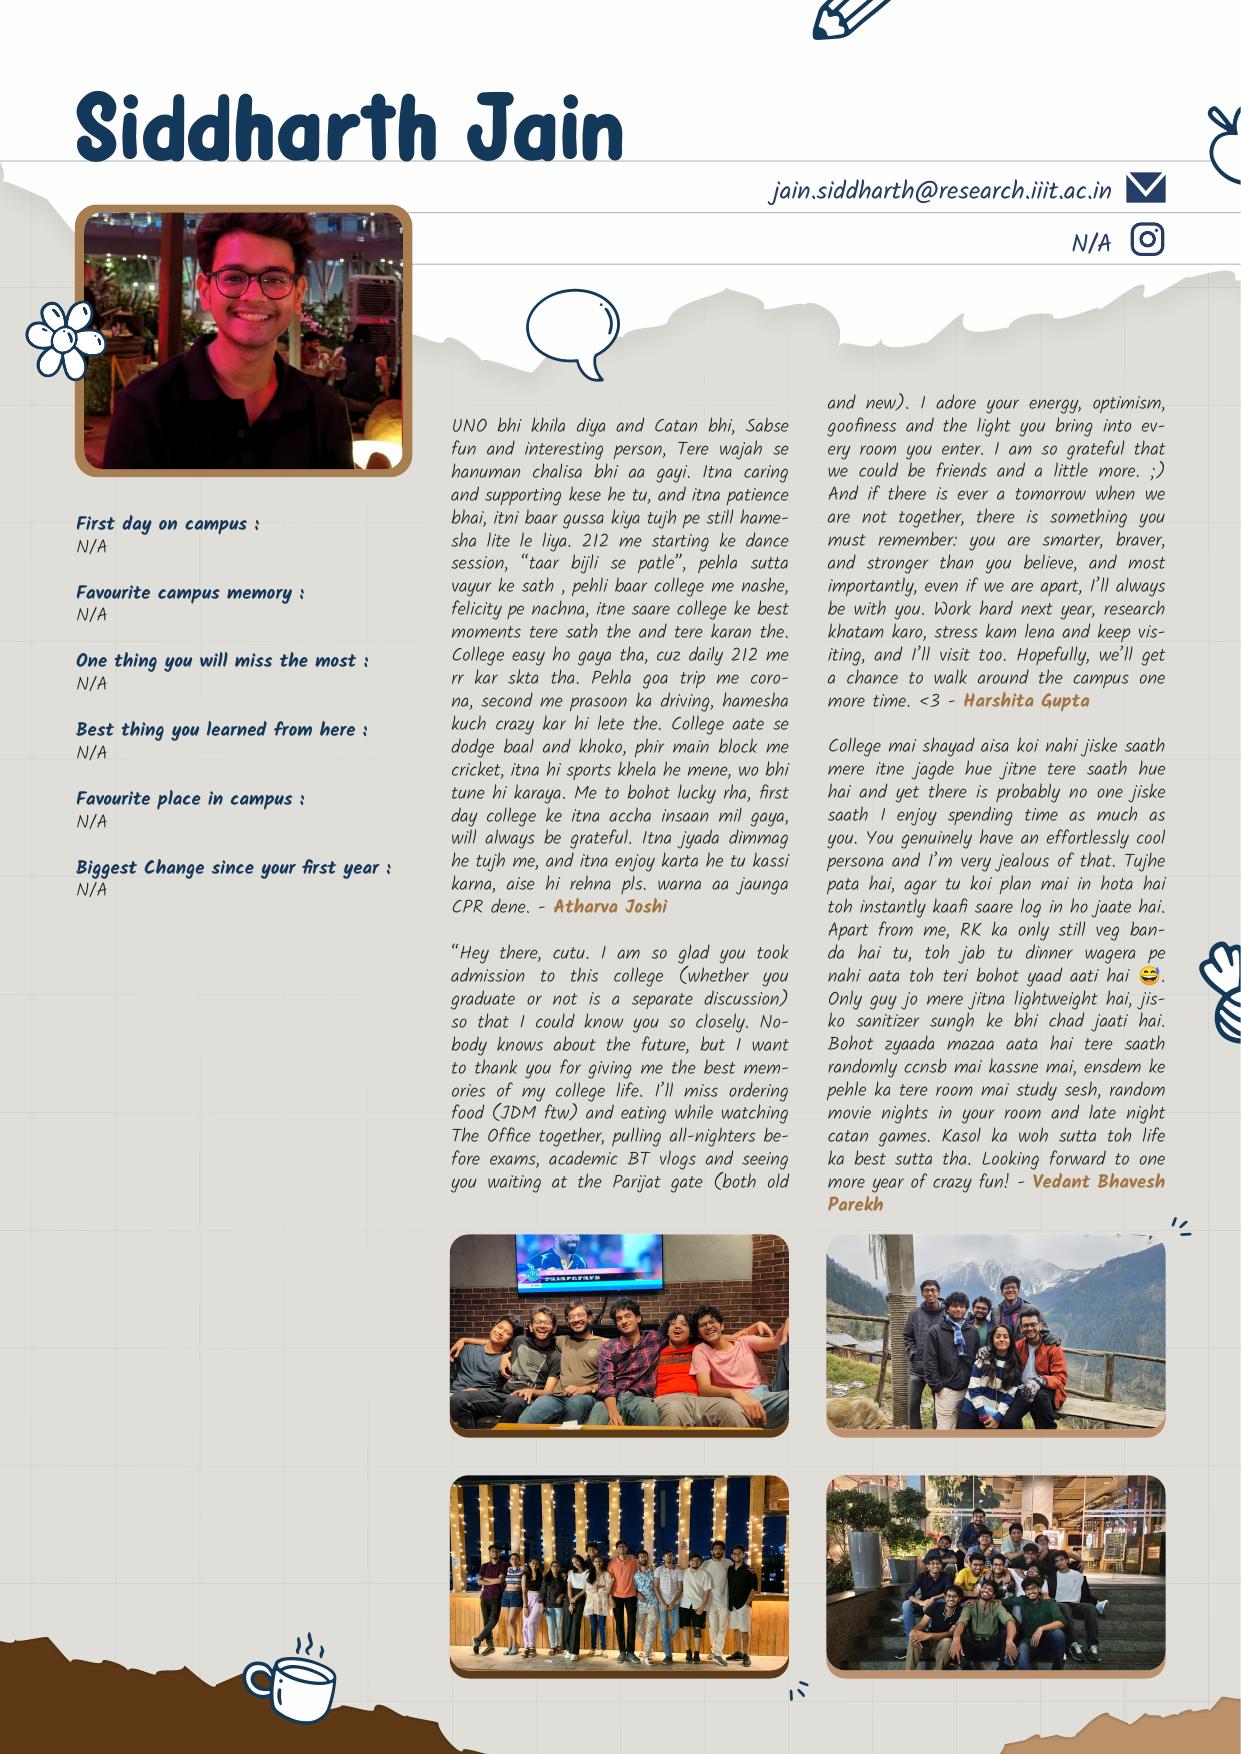 Siddharth Jain
jain.siddharth@research.iiit.ac.in
N/A
First day on campus :
N/A
Favourite campus memory :
N/A
One thing you will miss the most :
N/A
Best thing you learned from here :
N/A
Favourite place in campus :
N/A
Biggest Change since your first year :
N/A
UNO bhi khila diya and Catan bhi, Sabse
fun and interesting person, Tere wajah se
hanuman chalisa bhi aa gayi. Itna caring
and supporting kese he tu, and itna patience
bhai, itni baar gussa kiya tujh pe still hame-
sha lite le liya. 212 me starting ke dance
session, “taar bijli se patle”, pehla sutta
vayur ke sath , pehli baar college me nashe,
felicity pe nachna, itne saare college ke best
moments tere sath the and tere karan the.
College easy ho gaya tha, cuz daily 212 me
rr kar skta tha. Pehla goa trip me coro-
na, second me prasoon ka driving, hamesha
kuch crazy kar hi lete the. College aate se
dodge baal and khoko, phir main block me
cricket, itna hi sports khela he mene, wo bhi
tune hi karaya. Me to bohot lucky rha, first
day college ke itna accha insaan mil gaya,
will always be grateful. Itna jyada dimmag
he tujh me, and itna enjoy karta he tu kassi
karna, aise hi rehna pls. warna aa jaunga
CPR dene. - Atharva Joshi
“Hey there, cutu. I am so glad you took
admission to this college (whether you
graduate or not is a separate discussion)
so that I could know you so closely. No-
body knows about the future, but I want
to thank you for giving me the best mem-
ories of my college life. I’ll miss ordering
food (JDM ftw) and eating while watching
The Office together, pulling all-nighters be-
fore exams, academic BT vlogs and seeing
you waiting at the Parijat gate (both old
and new). I adore your energy, optimism,
goofiness and the light you bring into ev-
ery room you enter. I am so grateful that
we could be friends and a little more. ;)
And if there is ever a tomorrow when we
are not together, there is something you
must remember: you are smarter, braver,
and stronger than you believe, and most
importantly, even if we are apart, I’ll always
be with you. Work hard next year, research
khatam karo, stress kam lena and keep vis-
iting, and I’ll visit too. Hopefully, we’ll get
a chance to walk around the campus one
more time. <3 - Harshita Gupta
College mai shayad aisa koi nahi jiske saath
mere itne jagde hue jitne tere saath hue
hai and yet there is probably no one jiske
saath I enjoy spending time as much as
you. You genuinely have an effortlessly cool
persona and I’m very jealous of that. Tujhe
pata hai, agar tu koi plan mai in hota hai
toh instantly kaafi saare log in ho jaate hai.
Apart from me, RK ka only still veg ban-
da hai tu, toh jab tu dinner wagera pe
nahi aata toh teri bohot yaad aati hai 😅.
Only guy jo mere jitna lightweight hai, jis-
ko sanitizer sungh ke bhi chad jaati hai.
Bohot zyaada mazaa aata hai tere saath
randomly ccnsb mai kassne mai, ensdem ke
pehle ka tere room mai study sesh, random
movie nights in your room and late night
catan games. Kasol ka woh sutta toh life
ka best sutta tha. Looking forward to one
more year of crazy fun! - Vedant Bhavesh
Parekh